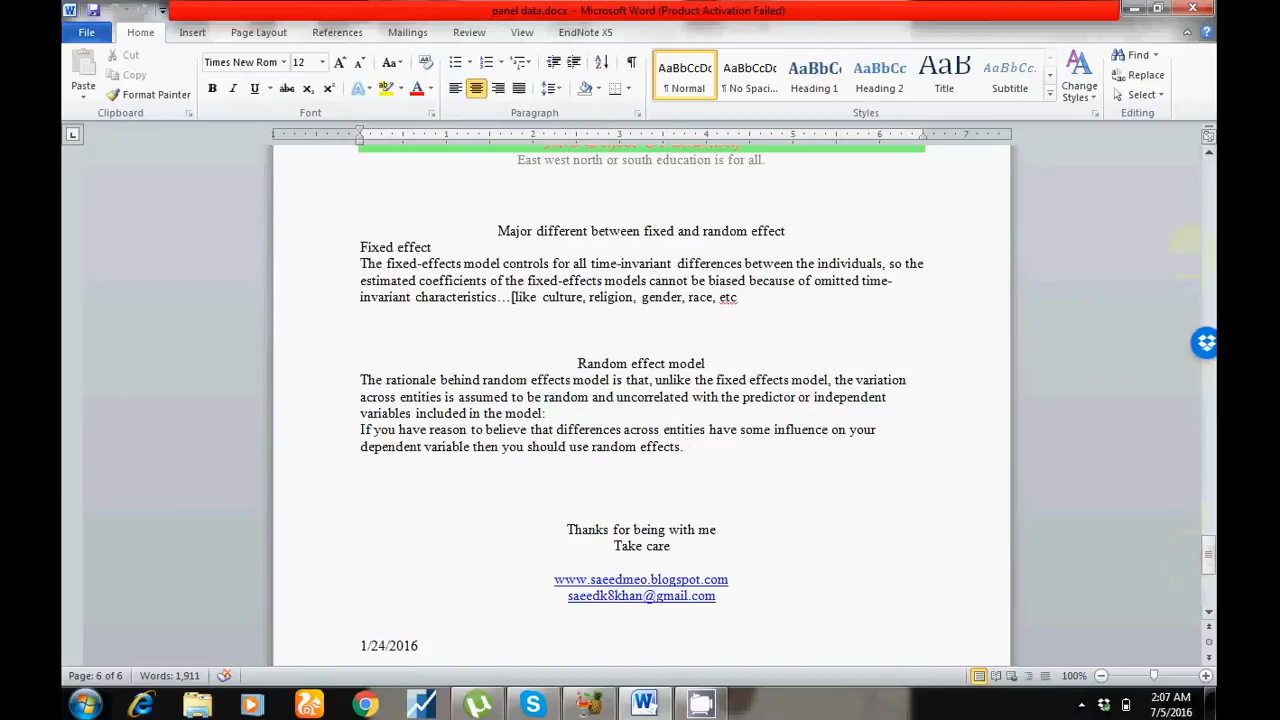 panel data.docx - Microsoft Word (Product Activation Failed)
File Home Insert Page Layout References Mailings Review View EndNote X5
Cut
Copy
Format Painter
Paste
Clipboard
Times New Rom 12
Font
Paragraph
AaBbCcDc AaBbCcDc AaBbC AaBbCc AaB AaBbCc.
¶ Normal ¶ No Spaci... Heading 1 Heading 2 Title Subtitle
Styles
Change
Styles
Find
Replace
Select
Editing
1 1 2 3 4 5 6 7
East west north or south education is for all.
Major different between fixed and random effect
Fixed effect
The fixed-effects model controls for all time-invariant differences between the individuals, so the
estimated coefficients of the fixed-effects models cannot be biased because of omitted time-
invariant characteristics…[like culture, religion, gender, race, etc
Random effect model
The rationale behind random effects model is that, unlike the fixed effects model, the variation
across entities is assumed to be random and uncorrelated with the predictor or independent
variables included in the model:
If you have reason to believe that differences across entities have some influence on your
dependent variable then you should use random effects.
Thanks for being with me
Take care
www.saeedmeo.blogspot.com
saeedk8khan@gmail.com
1/24/2016
Page: 6 of 6 Words: 1,911 100%
2:07 AM
7/5/2016